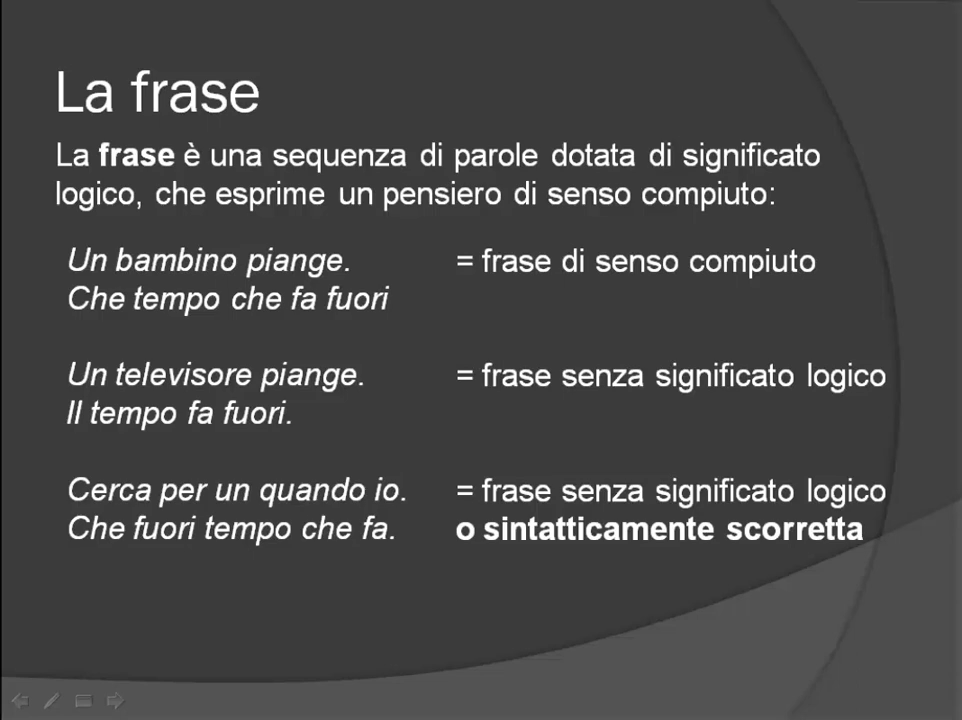 La frase
La frase è una sequenza di parole dotata di significato
logico, che esprime un pensiero di senso compiuto:
Un bambino piange. = frase di senso compiuto
Che tempo che fa fuori
Un televisore piange. = frase senza significato logico
Il tempo fa fuori.
Cerca per un quando io. = frase senza significato logico
Che fuori tempo che fa. o sintatticamente scorretta